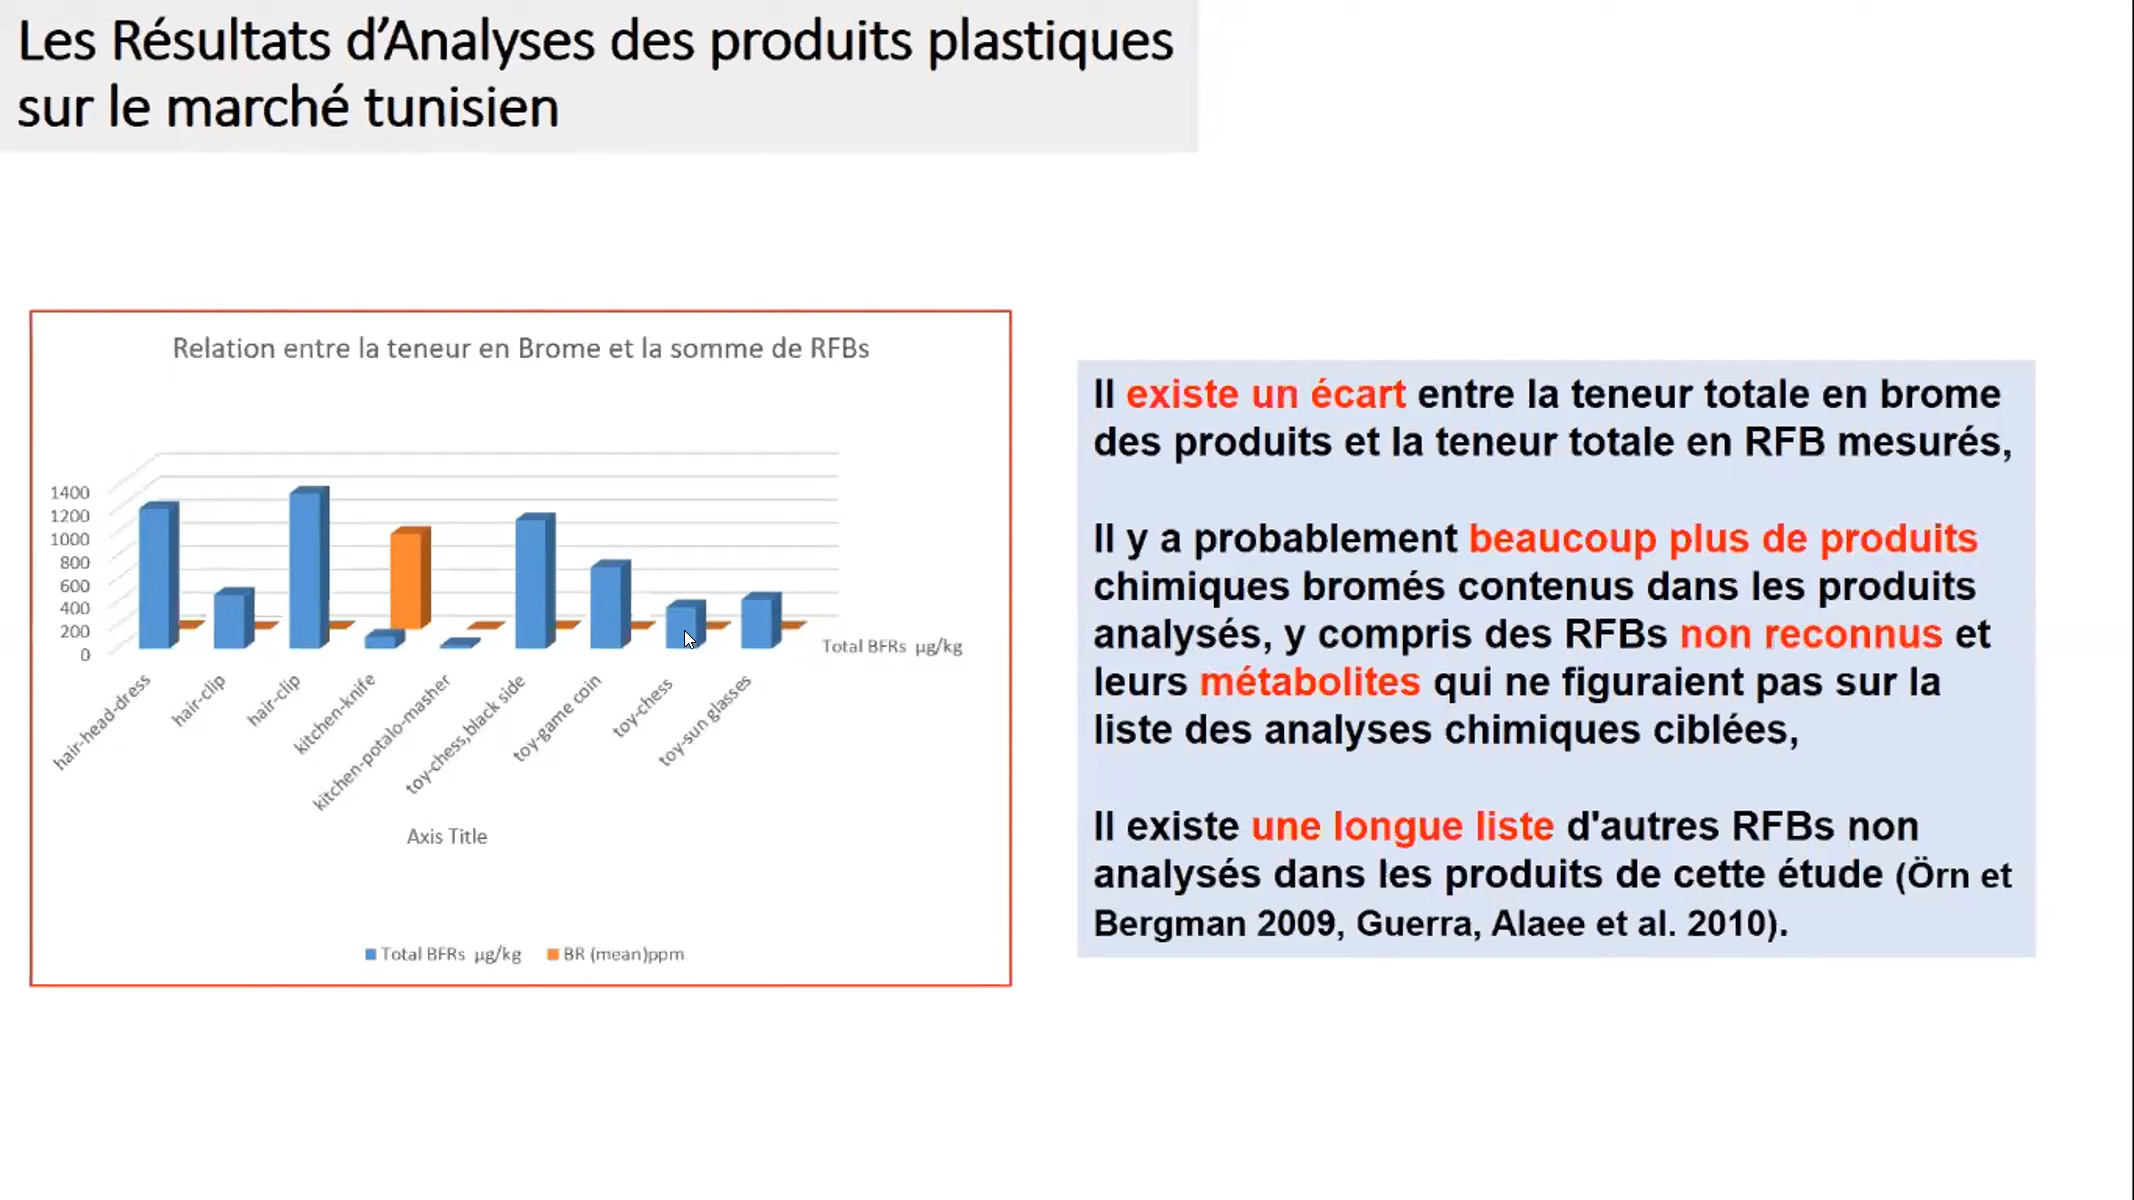 Les Résultats d’Analyses des produits plastiques
sur le marché tunisien
Relation entre la teneur en Brome et la somme de RFBs
1400
1200
1000
800
600
400
200
0
Total BFRs µg/kg
hair-head-dress
hair-clip
hair-clip
kitchen-knife
kitchen-potalo-masher
toy-chess,black side
toy-game coin
toy-chess
toy-sun glasses
Axis Title
Total BFRs µg/kg
BR (mean)ppm
Il existe un écart entre la teneur totale en brome
des produits et la teneur totale en RFB mesurés,
Il y a probablement beaucoup plus de produits
chimiques bromés contenus dans les produits
analysés, y compris des RFBs non reconnus et
leurs métabolites qui ne figuraient pas sur la
liste des analyses chimiques ciblées,
Il existe une longue liste d'autres RFBs non
analysés dans les produits de cette étude (Örn et
Bergman 2009, Guerra, Alaee et al. 2010).